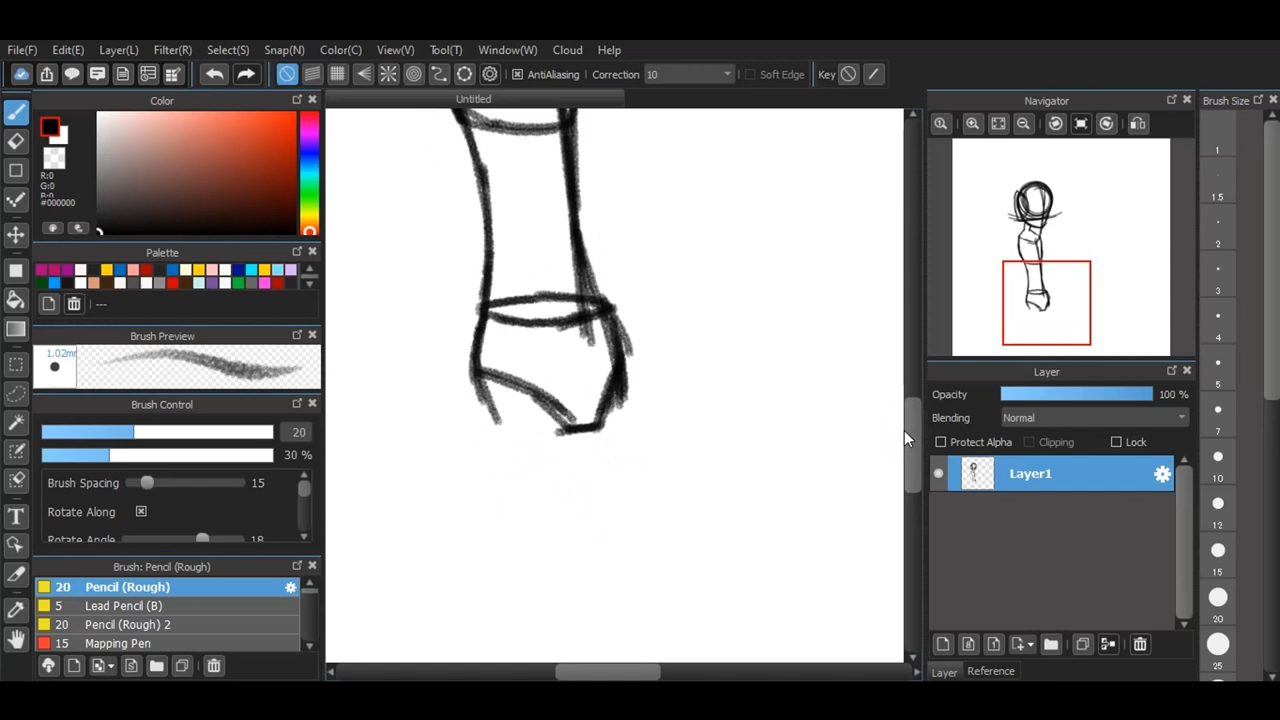 File(F) Edit(E) Layer(L) Filter(R) Select(S) Snap(N) Color(C) View(V) Tool(T) Window(W) Cloud Help
AntiAliasing Correction 10 Soft Edge Key
Color
Untitled
Navigator
Brush Size
R:0
G:0
B:0
#000000
1
1.5
2
3
4
5
7
10
12
15
20
25
Palette
---
Brush Preview
1.02mm
Brush Control
20
30 %
Brush Spacing 15
Rotate Along
Rotate Angle 18
Brush: Pencil (Rough)
20 Pencil (Rough)
5 Lead Pencil (B)
20 Pencil (Rough) 2
15 Mapping Pen
Layer
Opacity 100 %
Blending Normal
Protect Alpha Clipping Lock
Layer1
Layer Reference